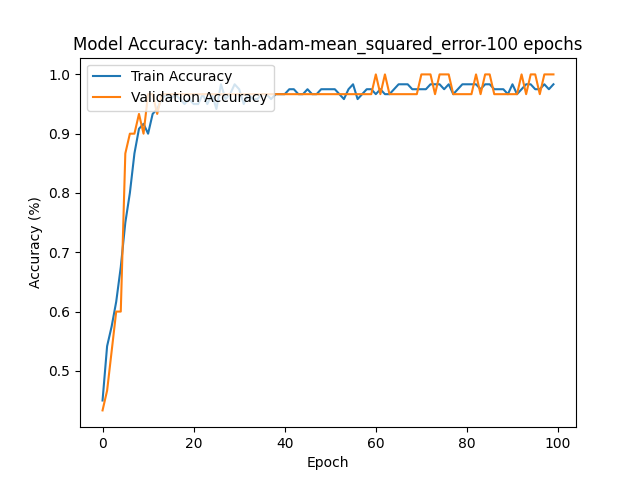 Model Accuracy: tanh-adam-mean_squared_error-100 epochs
Train Accuracy
Validation Accuracy
1.0
0.9
0.8
0.7
0.6
0.5
Accuracy (%)
0 20 40 60 80 100
Epoch